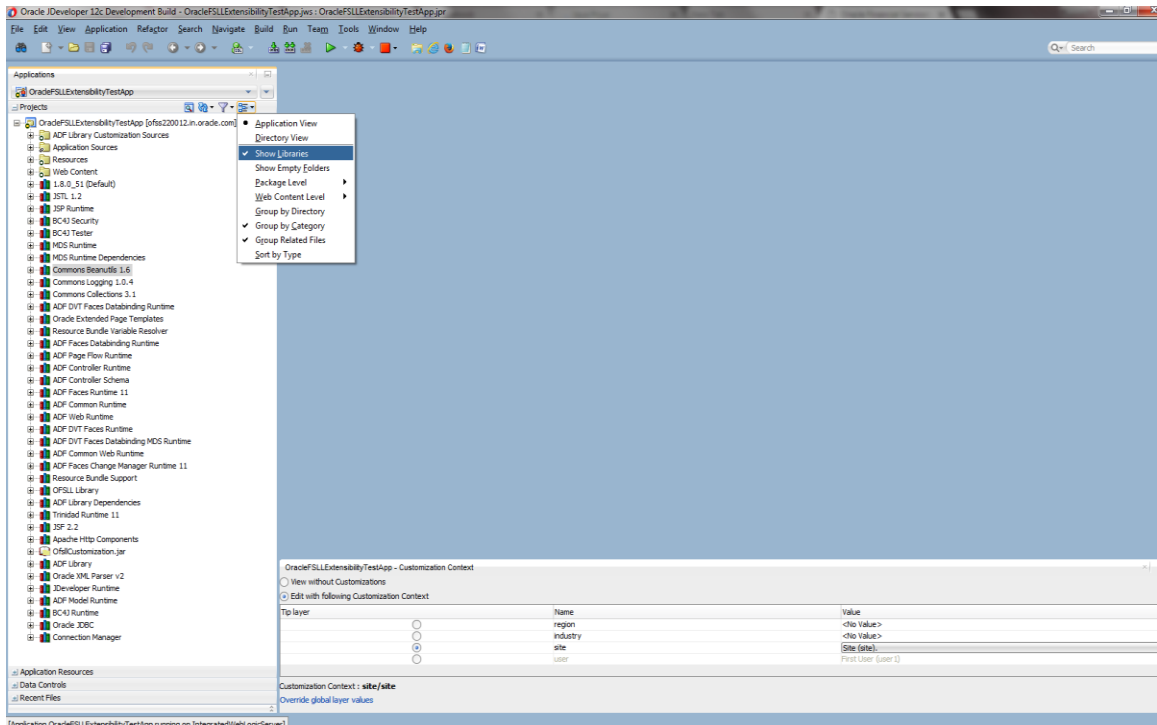 Oracle JDeveloper 12c Development Build - OracleFSLLExtensibilityTestApp.jws : OracleFSLLExtensibilityTestApp.jpr
File Edit View Application Refactor Search Navigate Build Run Team Tools Window Help
Search
Applications
OracleFSLLExtensibilityTestApp
Projects
OracleFSLLExtensibilityTestApp [ofss220012.in.oracle.com]
ADF Library Customization Sources
Application Sources
Resources
Web Content
1.8.0_51 (Default)
JSTL 1.2
JSP Runtime
BC4J Security
BC4J Tester
MDS Runtime
MDS Runtime Dependencies
Commons Beanutils 1.6
Commons Logging 1.0.4
Commons Collections 3.1
ADF DVT Faces Databinding Runtime
Oracle Extended Page Templates
Resource Bundle Variable Resolver
ADF Faces Databinding Runtime
ADF Page Flow Runtime
ADF Controller Runtime
ADF Controller Schema
ADF Faces Runtime 11
ADF Common Runtime
ADF Web Runtime
ADF DVT Faces Runtime
ADF DVT Faces Databinding MDS Runtime
ADF Common Web Runtime
ADF Faces Change Manager Runtime 11
Resource Bundle Support
OFSLL Library
ADF Library Dependencies
Trinidad Runtime 11
JSF 2.2
Apache Http Components
OfsllCustomization.jar
ADF Library
Oracle XML Parser v2
JDeveloper Runtime
ADF Model Runtime
BC4J Runtime
Oracle JDBC
Connection Manager
Application Resources
Data Controls
Recent Files
Application View
Directory View
Show Libraries
Show Empty Folders
Package Level
Web Content Level
Group by Directory
Group by Category
Group Related Files
Sort by Type
OracleFSLLExtensibilityTestApp - Customization Context
View without Customizations
Edit with following Customization Context
Tip layer Name Value
region <No Value>
industry <No Value>
site Site (site).
user First User (user1)
Customization Context : site/site
Override global layer values
[Application OracleFSLLExtensibilityTestApp running on IntegratedWebLogicServer]